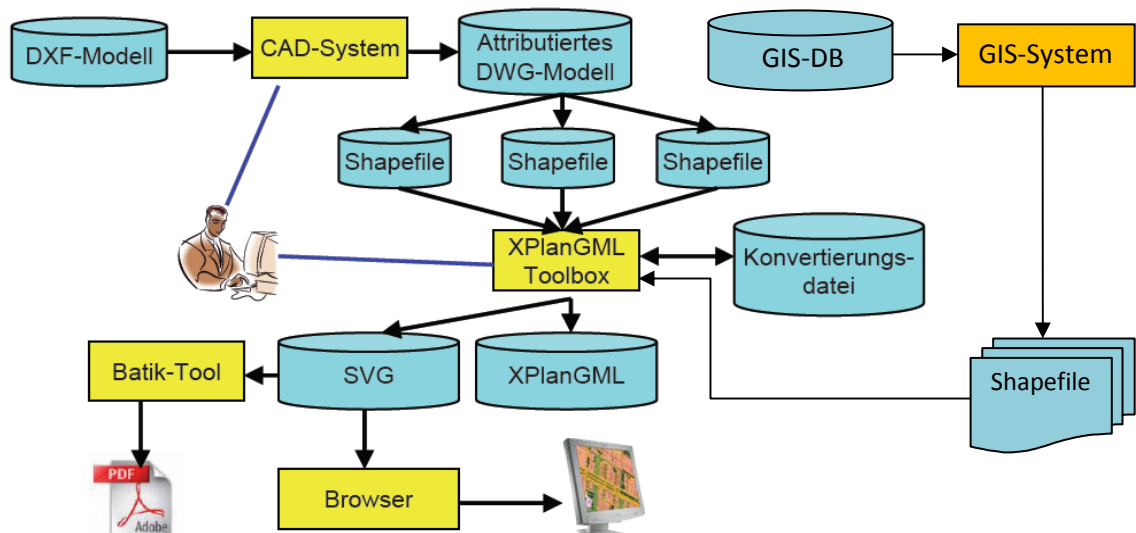 DXF-Modell
CAD-System
Attributiertes
DWG-Modell
GIS-DB
GIS-System
Shapefile
Shapefile
Shapefile
XPlanGML
Toolbox
Konvertierungs-
datei
Batik-Tool
SVG
XPlanGML
Shapefile
PDF
Adobe
Browser